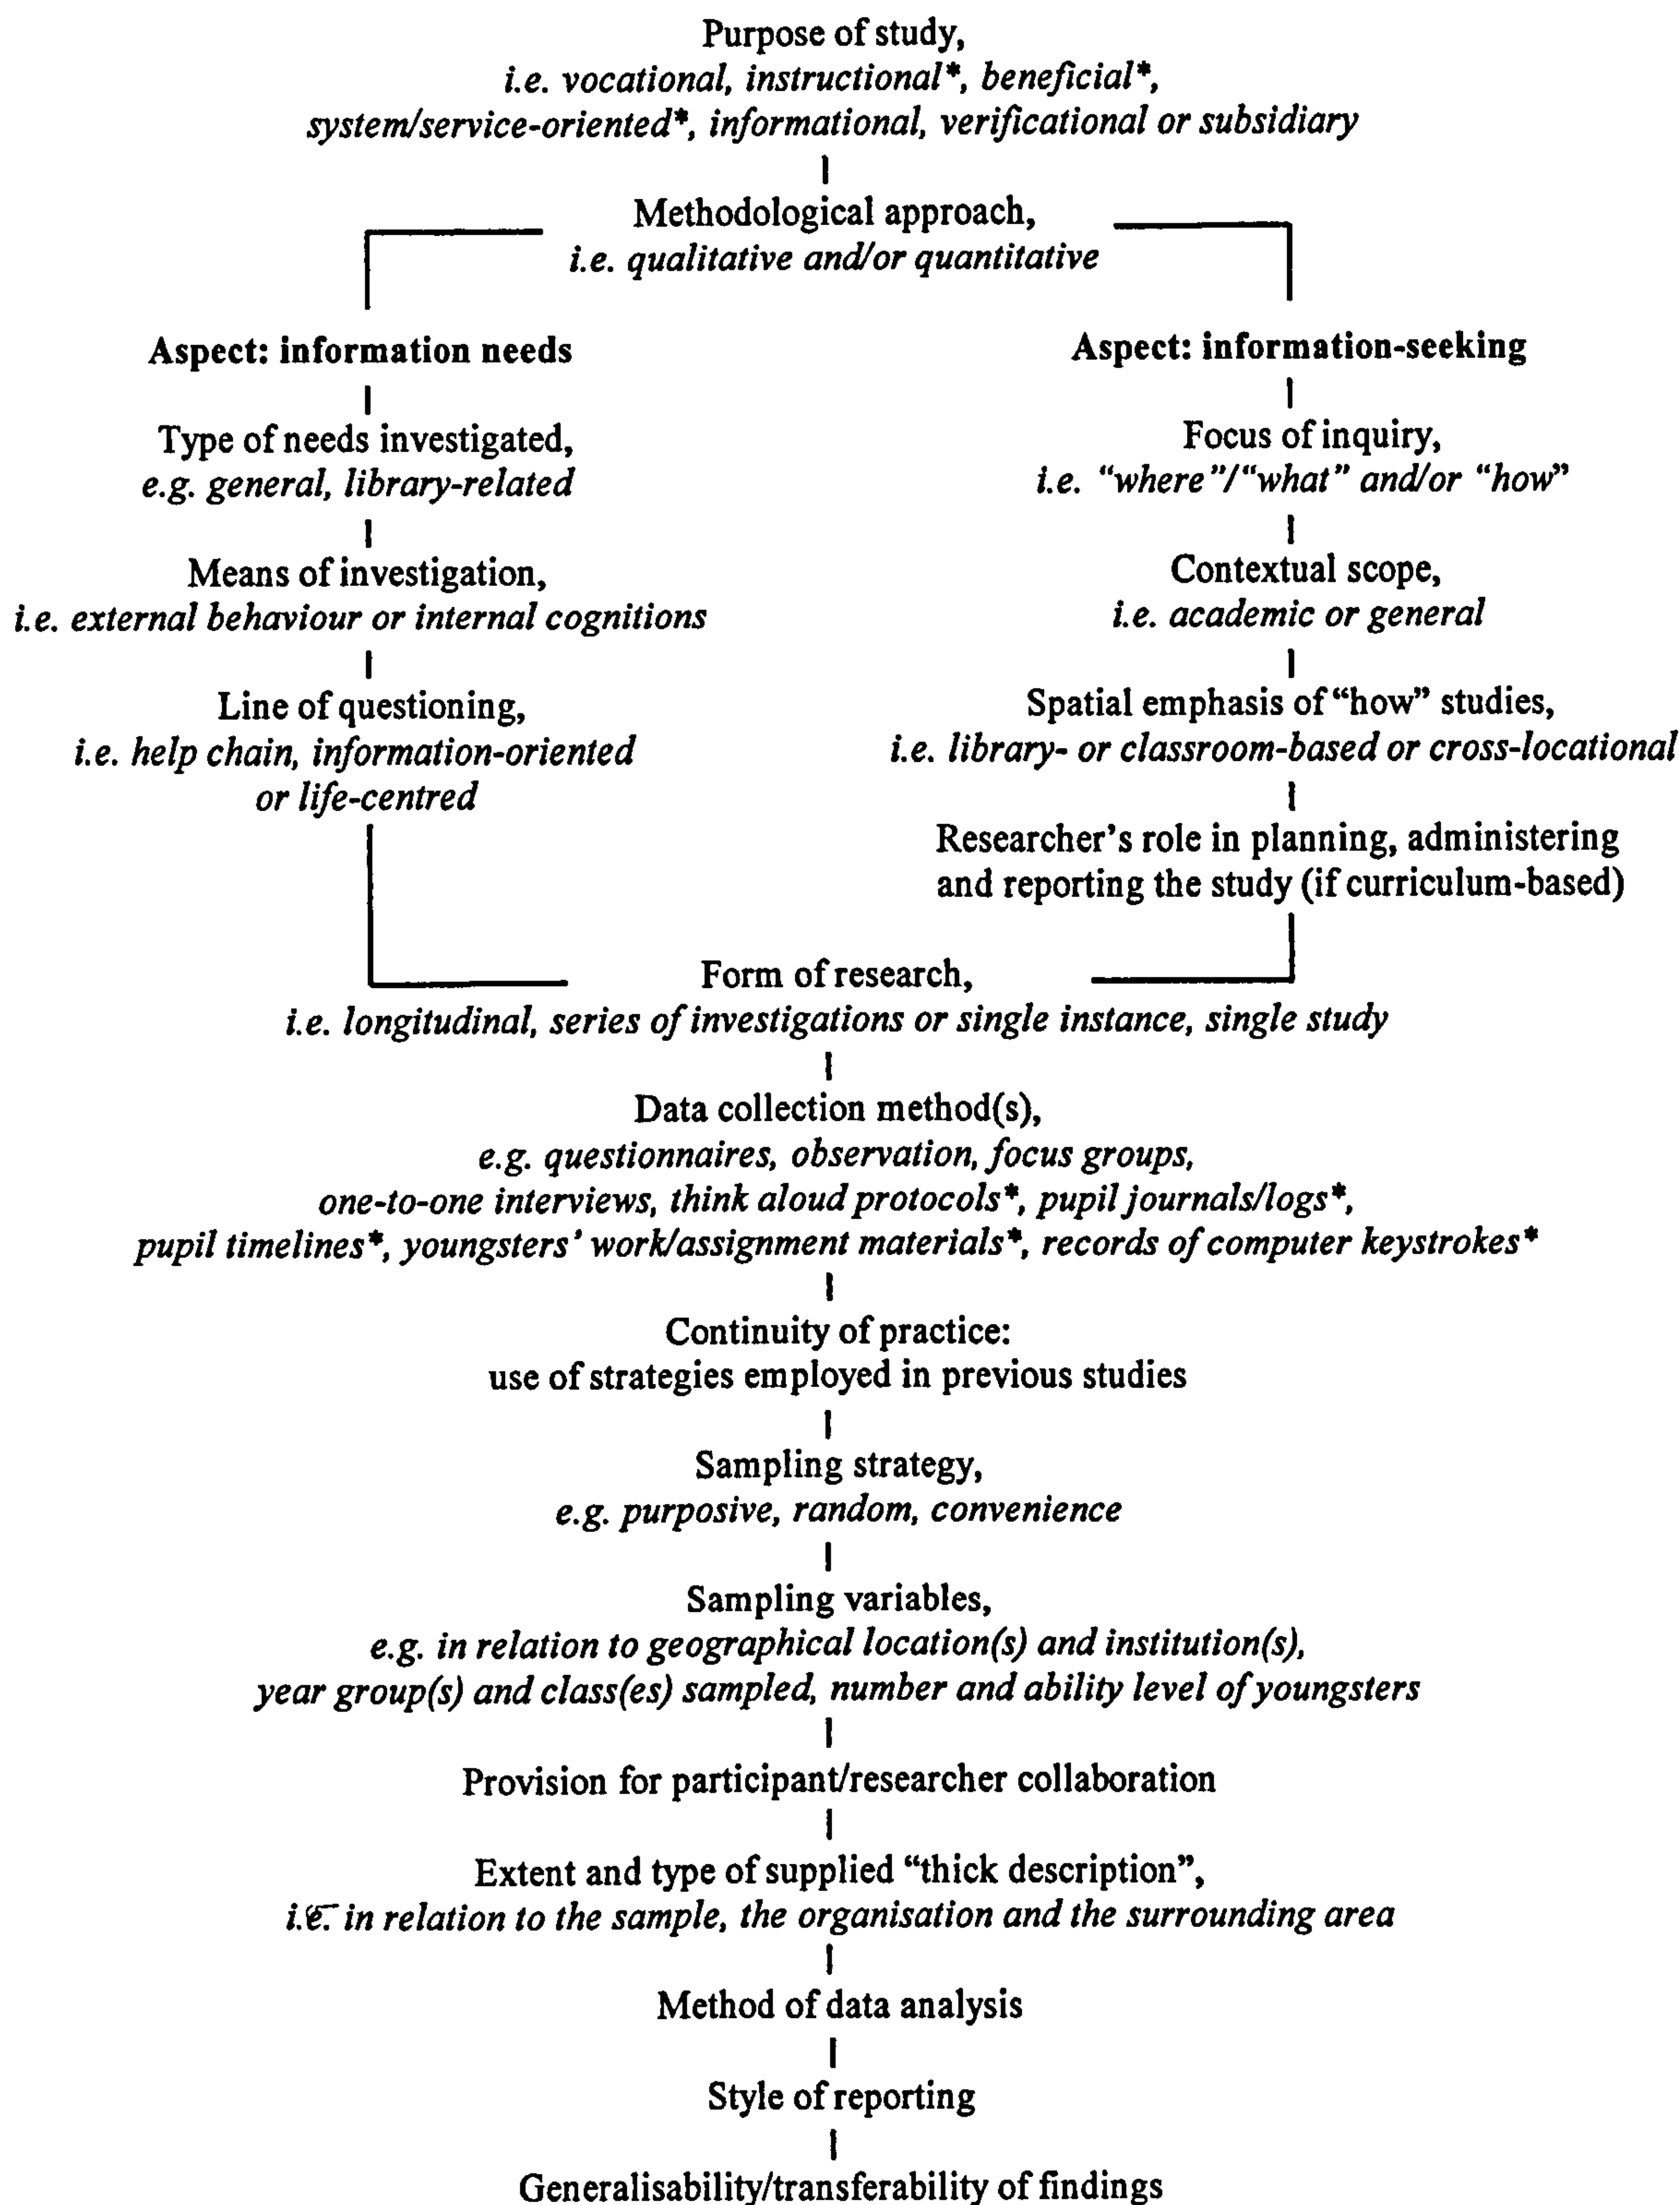 Purpose of study,
i.e. vocational, instructional*, beneficial*,
system/service-oriented*, informational, verificational or subsidiary
Methodological approach,
i.e. qualitative and/or quantitative
Aspect: information needs
Type of needs investigated,
e.g. general, library-related
Means of investigation,
i.e. external behaviour or internal cognitions
Line of questioning,
i.e. help chain, information-oriented
or life-centred
Aspect: information-seeking
Focus of inquiry,
i.e. “where”/“what” and/or “how”
Contextual scope,
i.e. academic or general
Spatial emphasis of “how” studies,
i.e. library- or classroom-based or cross-locational
Researcher’s role in planning, administering
and reporting the study (if curriculum-based)
Form of research,
i.e. longitudinal, series of investigations or single instance, single study
Data collection method(s),
e.g. questionnaires, observation, focus groups,
one-to-one interviews, think aloud protocols*, pupil journals/logs*,
pupil timelines*, youngsters’ work/assignment materials*, records of computer keystrokes*
Continuity of practice:
use of strategies employed in previous studies
Sampling strategy,
e.g. purposive, random, convenience
Sampling variables,
e.g. in relation to geographical location(s) and institution(s),
year group(s) and class(es) sampled, number and ability level of youngsters
Provision for participant/researcher collaboration
Extent and type of supplied “thick description”,
i.e. in relation to the sample, the organisation and the surrounding area
Method of data analysis
Style of reporting
Generalisability/transferability of findings